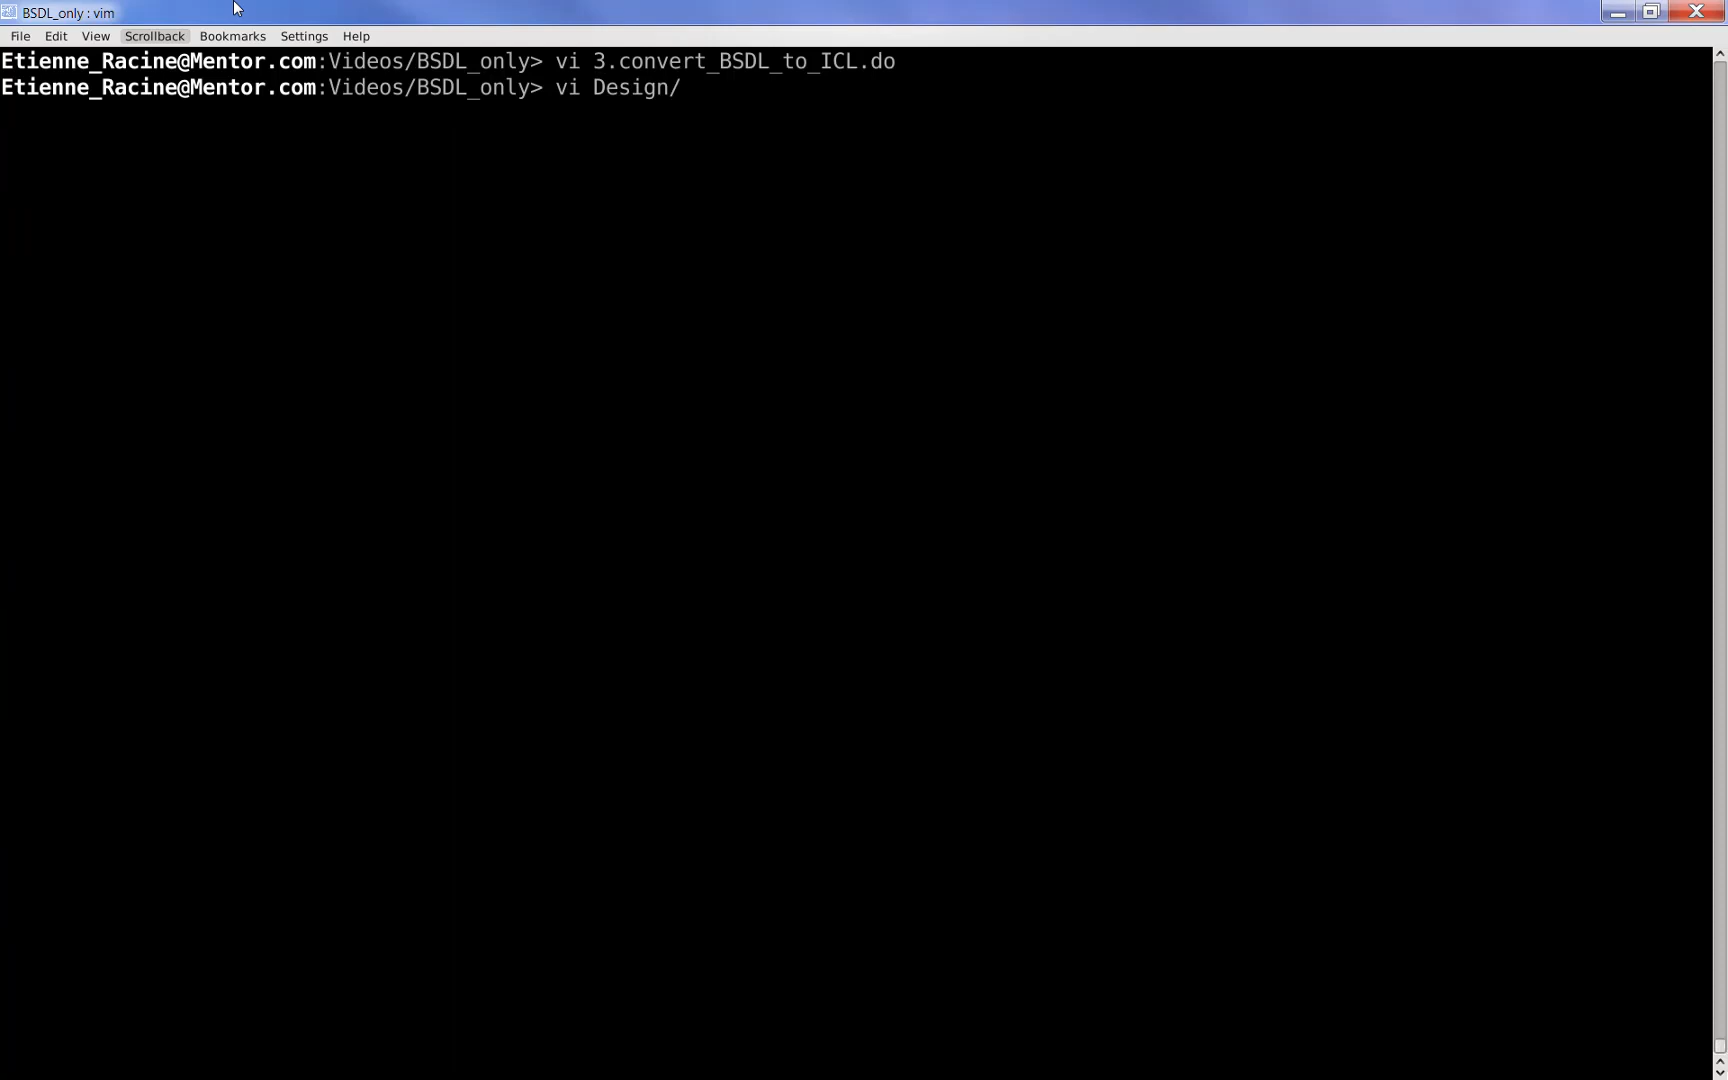 BSDL_only : vim
File Edit View Scrollback Bookmarks Settings Help
Etienne_Racine@Mentor.com:Videos/BSDL_only> vi 3.convert_BSDL_to_ICL.do
Etienne_Racine@Mentor.com:Videos/BSDL_only> vi Design/